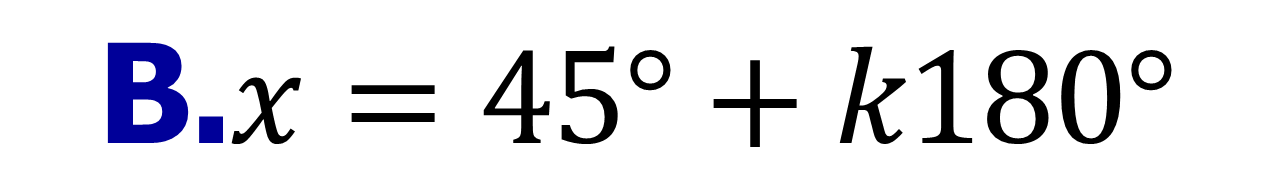 B.x = 45° + k180°